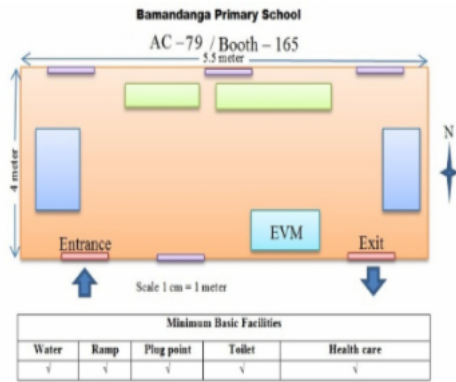 Bamandanga Primary School
AC – 79 / Booth – 165
5.5 meter
4 meter
N
EVM
Entrance
Exit
Scale 1 cm = 1 meter
Minimum Basic Facilities
Water Ramp Plug point Toilet Health care
√ √ √ √ √